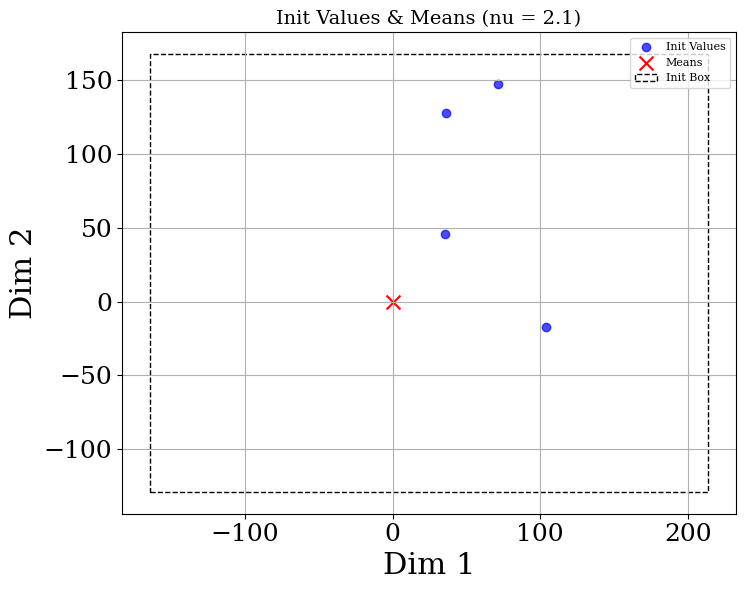 Init Values & Means (nu = 2.1)
Init Values
Means
Init Box
Dim 2
150
100
50
0
−50
−100
−100
0
100
200
Dim 1